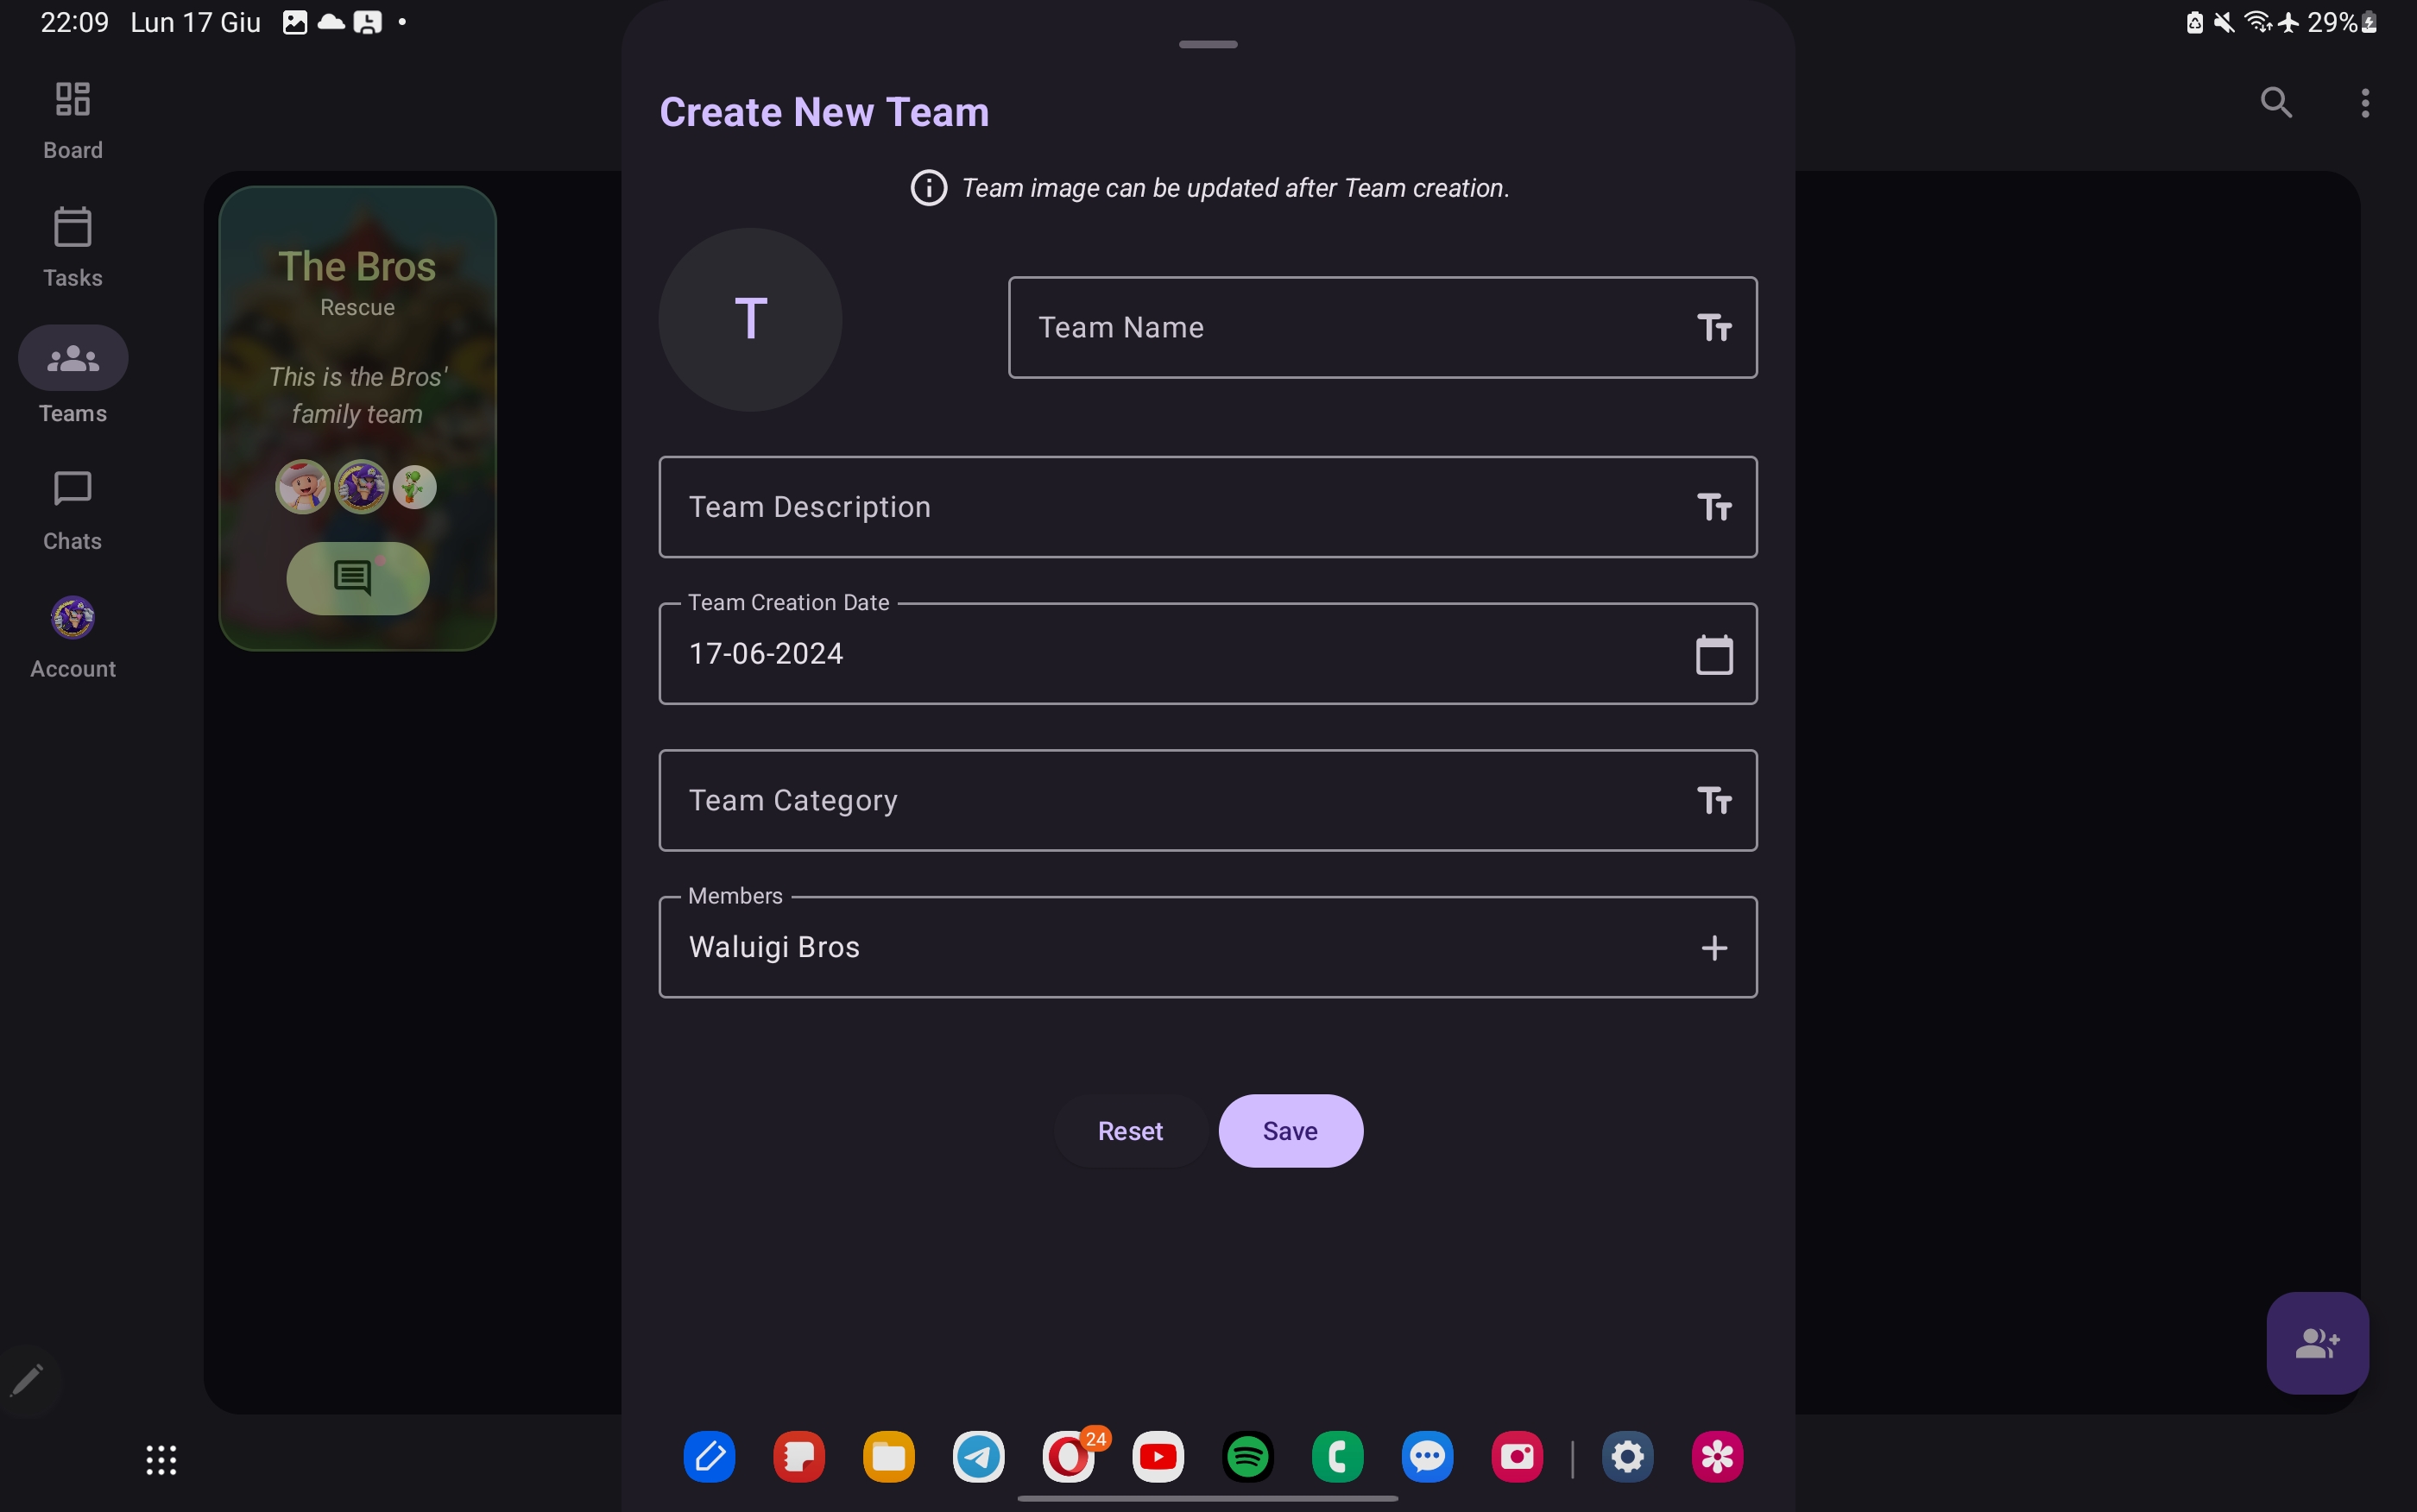 22:09 Lun 17 Giu
29%
Board
Tasks
Teams
Chats
Account
The Bros
Rescue
This is the Bros'
family team
Create New Team
Team image can be updated after Team creation.
T
Team Name
Team Description
Team Creation Date
17-06-2024
Team Category
Members
Waluigi Bros
Reset
Save
24